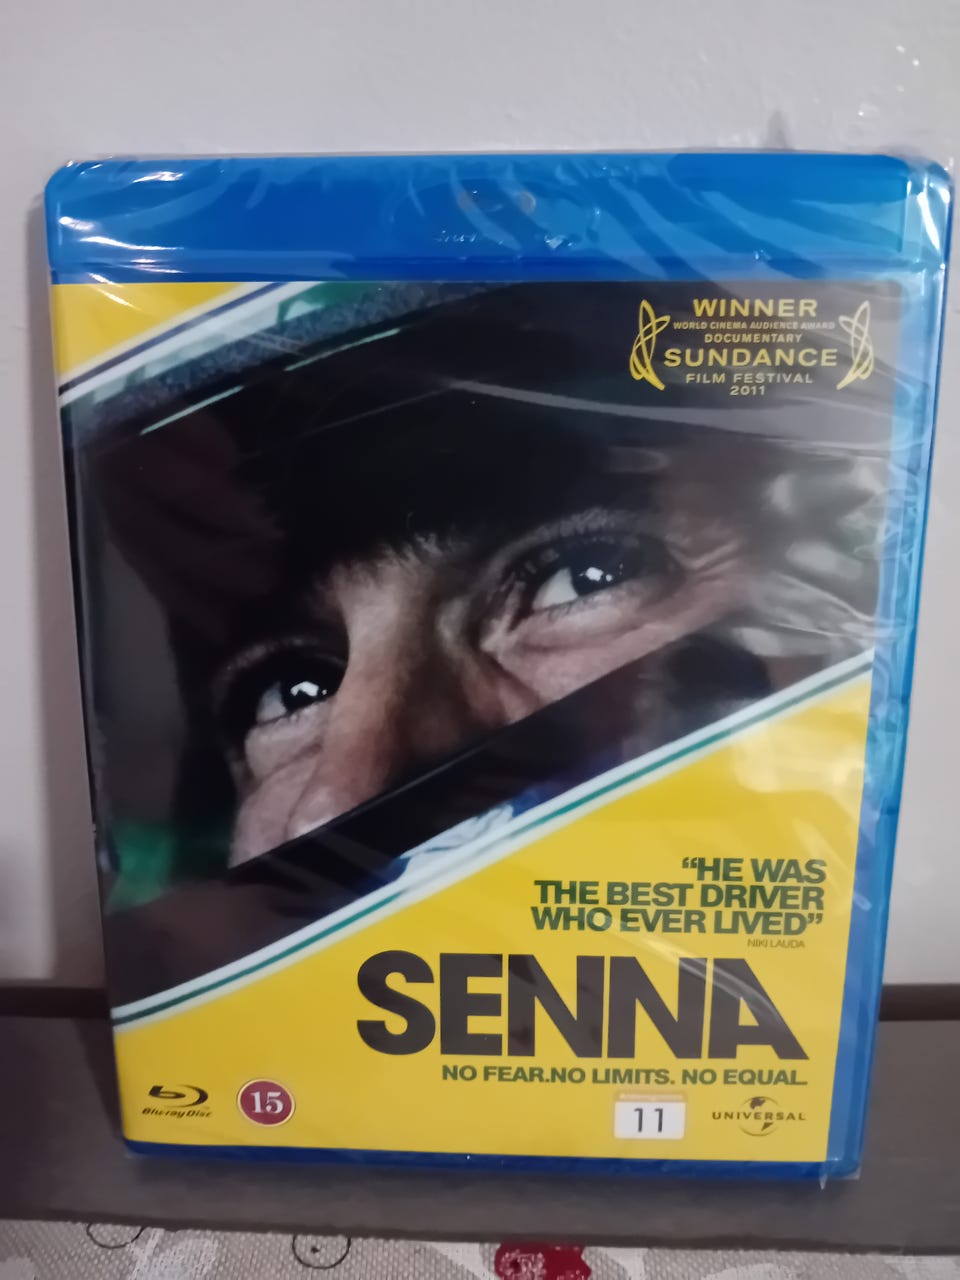 WINNER
WORLD CINEMA AUDIENCE AWARD
DOCUMENTARY
SUNDANCE
FILM FESTIVAL
2011
“HE WAS
THE BEST DRIVER
WHO EVER LIVED”
NIKI LAUDA
SENNA
NO FEAR.NO LIMITS. NO EQUAL.
Blu-ray Disc
15
11
UNIVERSAL